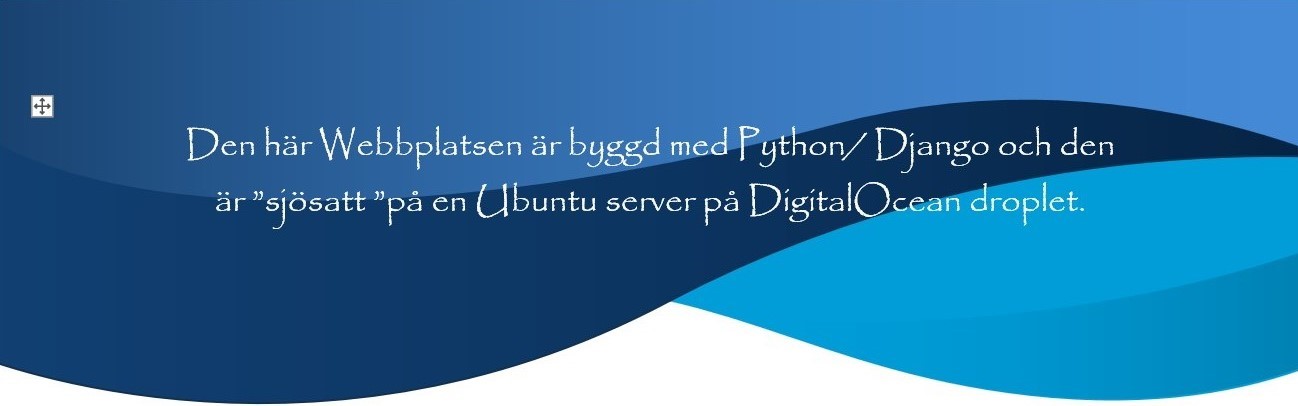 Den här Webbplatsen är byggd med Python/ Django och den
är ”sjösatt ”på en Ubuntu server på DigitalOcean droplet.